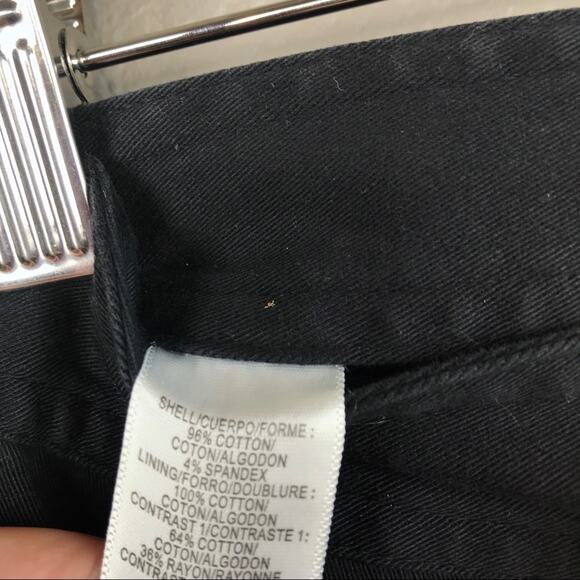 SHELL/CUERPO/FORME :
96% COTTON/
COTON/ALGODON
4% SPANDEX
LINING/FORRO/DOUBLURE :
100% COTTON/
COTON/ALGODON
CONTRAST 1/CONTRASTE 1:
64% COTTON/
COTON/ALGODON
36% RAYON/RAYONNE
CONTRAST